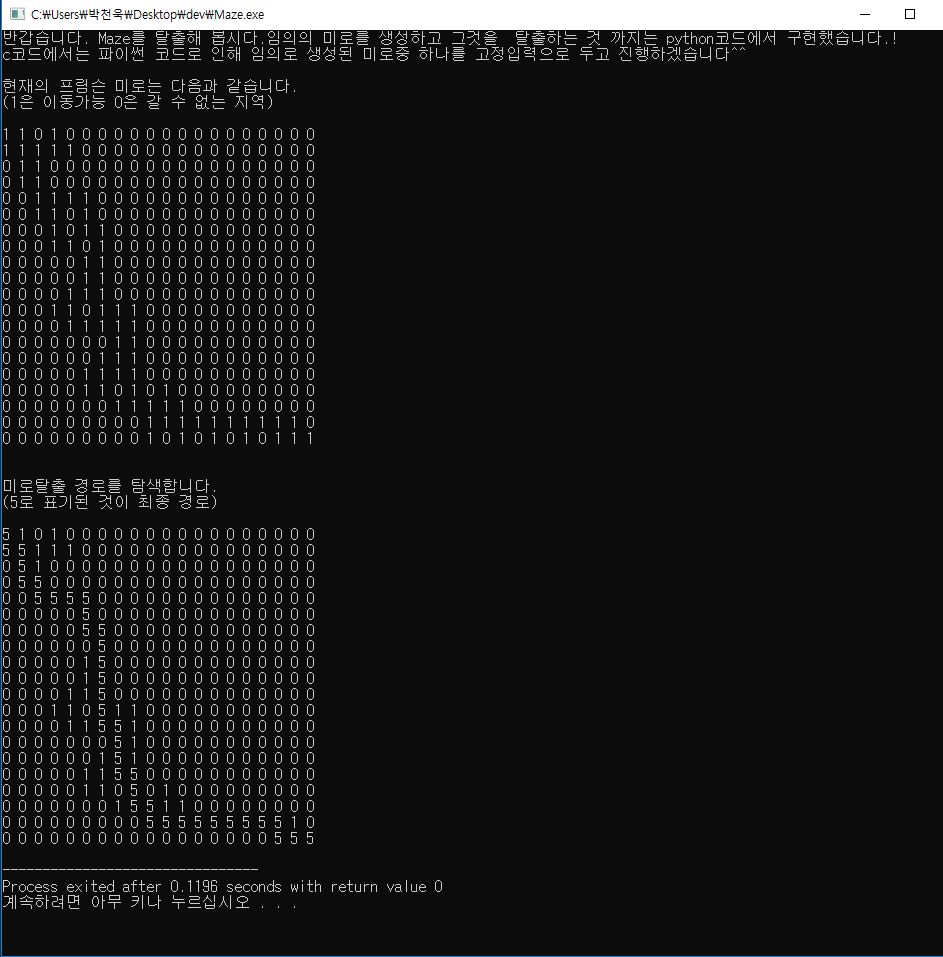 C:₩Users₩박천욱₩Desktop₩dev₩Maze.exe
반갑습니다. Maze를 탈출해 봅시다.임의의 미로를 생성하고 그것을  탈출하는 것 까지는 python코드에서 구현했습니다.!
C코드에서는 파이썬 코드로 인해 임의로 생성된 미로중 하나를 고정입력으로 두고 진행하겠습니다^^
현재의 프림슨 미로는 다음과 같습니다.
(1은 이동가능 0은 갈 수 없는 지역)
1 1 0 1 0 0 0 0 0 0 0 0 0 0 0 0 0 0 0 0
1 1 1 1 1 0 0 0 0 0 0 0 0 0 0 0 0 0 0 0
0 1 1 0 0 0 0 0 0 0 0 0 0 0 0 0 0 0 0 0
0 1 1 0 0 0 0 0 0 0 0 0 0 0 0 0 0 0 0 0
0 0 1 1 1 1 0 0 0 0 0 0 0 0 0 0 0 0 0 0
0 0 1 1 0 1 0 0 0 0 0 0 0 0 0 0 0 0 0 0
0 0 0 1 0 1 1 0 0 0 0 0 0 0 0 0 0 0 0 0
0 0 0 1 1 0 1 0 0 0 0 0 0 0 0 0 0 0 0 0
0 0 0 0 0 1 1 0 0 0 0 0 0 0 0 0 0 0 0 0
0 0 0 0 0 1 1 0 0 0 0 0 0 0 0 0 0 0 0 0
0 0 0 0 1 1 1 0 0 0 0 0 0 0 0 0 0 0 0 0
0 0 0 1 1 0 1 1 1 0 0 0 0 0 0 0 0 0 0 0
0 0 0 0 1 1 1 1 1 0 0 0 0 0 0 0 0 0 0 0
0 0 0 0 0 0 0 1 1 0 0 0 0 0 0 0 0 0 0 0
0 0 0 0 0 0 1 1 1 0 0 0 0 0 0 0 0 0 0 0
0 0 0 0 0 1 1 1 1 0 0 0 0 0 0 0 0 0 0 0
0 0 0 0 0 1 1 0 1 0 1 0 0 0 0 0 0 0 0 0
0 0 0 0 0 0 0 1 1 1 1 1 0 0 0 0 0 0 0 0
0 0 0 0 0 0 0 0 0 1 1 1 1 1 1 1 1 1 1 0
0 0 0 0 0 0 0 0 0 1 0 1 0 1 0 1 0 1 1 1
미로탈출 경로를 탐색합니다.
(5로 표기된 것이 최종 경로)
5 1 0 1 0 0 0 0 0 0 0 0 0 0 0 0 0 0 0 0
5 5 1 1 1 0 0 0 0 0 0 0 0 0 0 0 0 0 0 0
0 5 1 0 0 0 0 0 0 0 0 0 0 0 0 0 0 0 0 0
0 5 5 0 0 0 0 0 0 0 0 0 0 0 0 0 0 0 0 0
0 0 5 5 5 5 0 0 0 0 0 0 0 0 0 0 0 0 0 0
0 0 0 0 0 5 0 0 0 0 0 0 0 0 0 0 0 0 0 0
0 0 0 0 0 5 5 0 0 0 0 0 0 0 0 0 0 0 0 0
0 0 0 0 0 0 5 0 0 0 0 0 0 0 0 0 0 0 0 0
0 0 0 0 0 1 5 0 0 0 0 0 0 0 0 0 0 0 0 0
0 0 0 0 0 1 5 0 0 0 0 0 0 0 0 0 0 0 0 0
0 0 0 0 1 1 5 0 0 0 0 0 0 0 0 0 0 0 0 0
0 0 0 1 1 0 5 1 1 0 0 0 0 0 0 0 0 0 0 0
0 0 0 0 1 1 5 5 1 0 0 0 0 0 0 0 0 0 0 0
0 0 0 0 0 0 0 5 1 0 0 0 0 0 0 0 0 0 0 0
0 0 0 0 0 0 1 5 1 0 0 0 0 0 0 0 0 0 0 0
0 0 0 0 0 1 1 5 5 0 0 0 0 0 0 0 0 0 0 0
0 0 0 0 0 1 1 0 5 0 1 0 0 0 0 0 0 0 0 0
0 0 0 0 0 0 0 1 5 5 1 1 0 0 0 0 0 0 0 0
0 0 0 0 0 0 0 0 0 5 5 5 5 5 5 5 5 5 1 0
0 0 0 0 0 0 0 0 0 0 0 0 0 0 0 0 0 5 5 5
--------------------------------
Process exited after 0.1196 seconds with return value 0
계속하려면 아무 키나 누르십시오 . . .